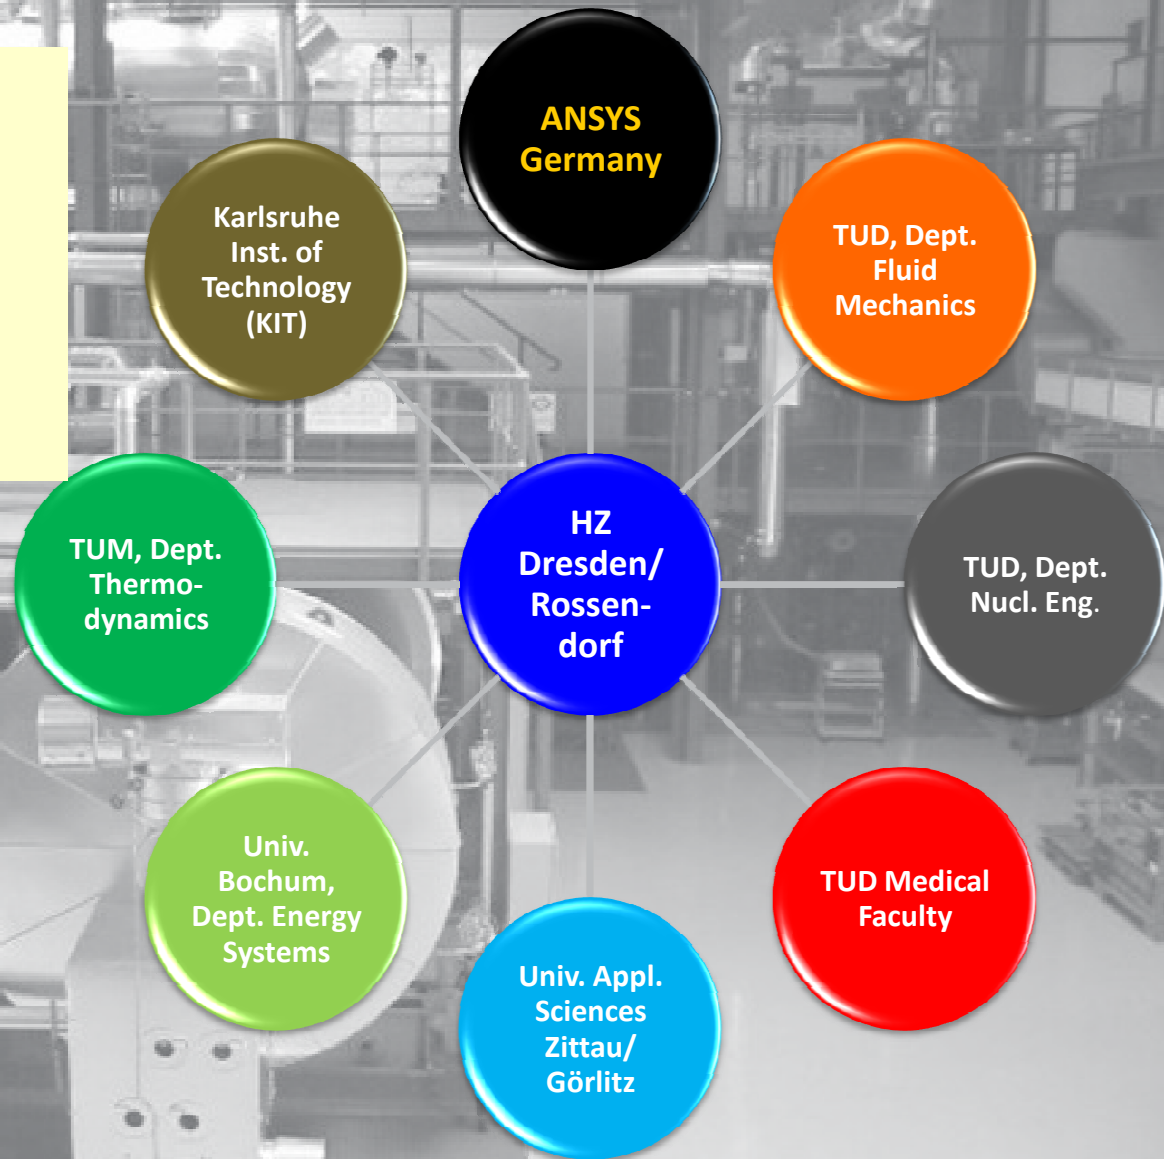 ANSYS
Germany
Karlsruhe
Inst. of
Technology
(KIT)
TUD, Dept.
Fluid
Mechanics
TUM, Dept.
Thermo-
dynamics
HZ
Dresden/
Rossen-
dorf
TUD, Dept.
Nucl. Eng.
Univ.
Bochum,
Dept. Energy
Systems
TUD Medical
Faculty
Univ. Appl.
Sciences
Zittau/
Görlitz